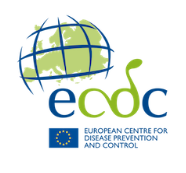 ecdc
EUROPEAN CENTRE FOR
DISEASE PREVENTION
AND CONTROL